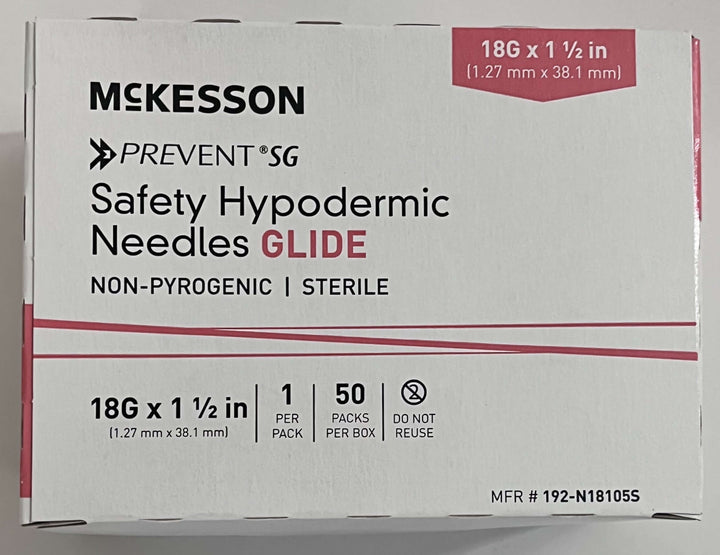 18G x 1 ½ in
(1.27 mm x 38.1 mm)
McKESSON
PREVENT® SG
Safety Hypodermic
Needles GLIDE
NON-PYROGENIC | STERILE
18G x 1 ½ in
(1.27 mm x 38.1 mm)
1
PER
PACK
50
PACKS
PER BOX
2
DO NOT
REUSE
MFR # 192-N18105S